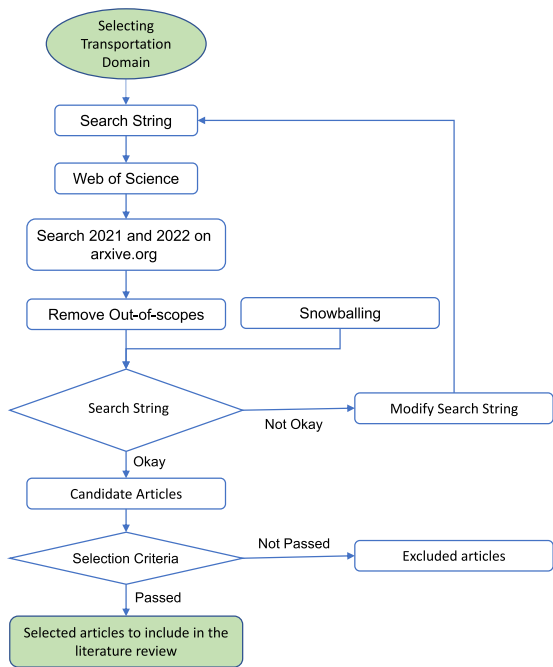 Selecting
Transportation
Domain
Search String
Web of Science
Search 2021 and 2022 on
arxive.org
Remove Out-of-scopes
Snowballing
Search String
Not Okay
Modify Search String
Okay
Candidate Articles
Selection Criteria
Not Passed
Excluded articles
Passed
Selected articles to include in the
literature review